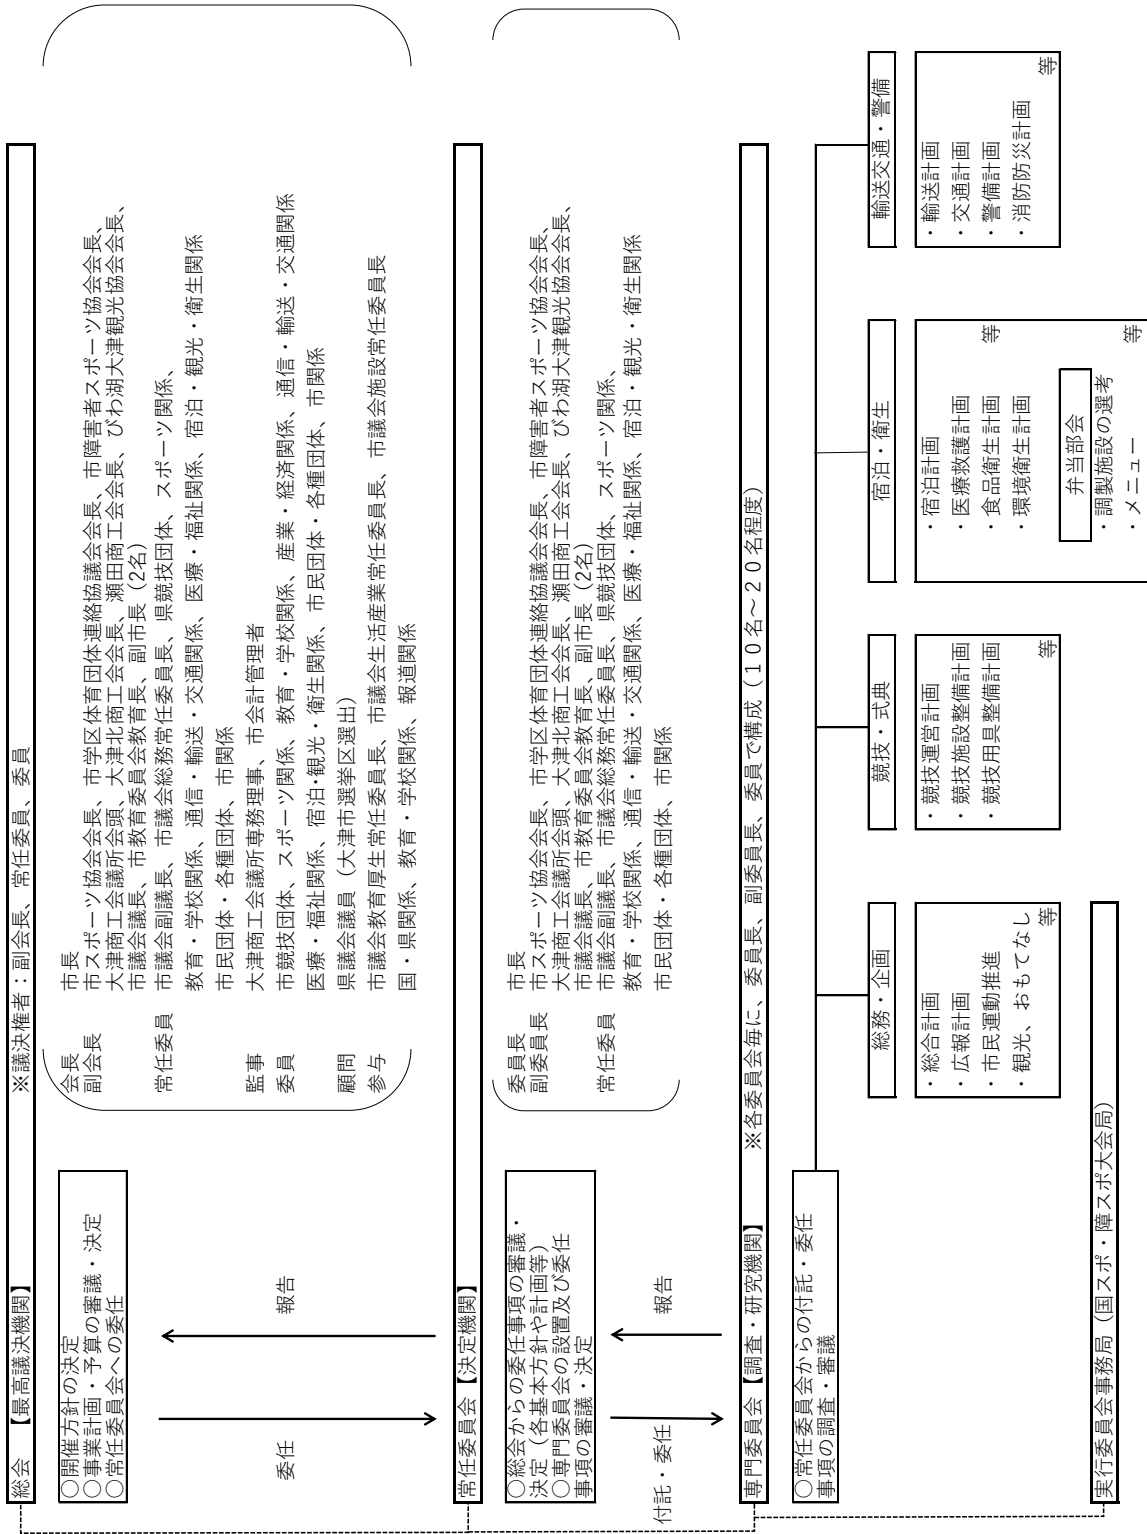 総会 【最高議決機関】 ※議決権者：副会長、常任委員、委員
○開催方針の決定
○事業計画・予算の審議・決定
○常任委員会への委任
委任
報告
会長 市長
副会長 市スポーツ協会会長、市学区体育団体連絡協議会会長、市障害者スポーツ協会会長、
大津商工会議所会頭、大津北商工会会長、瀬田商工会会長、びわ湖大津観光協会会長、
市議会議長、市教育委員会教育長、副市長（2名）
常任委員 市議会副議長、市議会総務常任委員長、県競技団体、スポーツ関係、
教育・学校関係、通信・輸送・交通関係、医療・福祉関係、宿泊・観光・衛生関係
市民団体・各種団体、市関係
監事 大津商工会議所専務理事、市会計管理者
委員 市競技団体、スポーツ関係、教育・学校関係、産業・経済関係、通信・輸送・交通関係
医療・福祉関係、宿泊・観光・衛生関係、市民団体・各種団体、市関係
顧問 県議会議員（大津市選挙区選出）
参与 市議会教育厚生常任委員長、市議会生活産業常任委員長、市議会施設常任委員長
国・県関係、教育・学校関係、報道関係
常任委員会 【決定機関】
○総会からの委任事項の審議・
決定（各基本方針や計画等）
○専門委員会の設置及び委任
事項の審議・決定
付託・委任
報告
委員長 市長
副委員長 市スポーツ協会会長、市学区体育団体連絡協議会会長、市障害者スポーツ協会会長、
大津商工会議所会頭、大津北商工会会長、瀬田商工会会長、びわ湖大津観光協会会長、
市議会議長、市教育委員会教育長、副市長（2名）
常任委員 市議会副議長、市議会総務常任委員長、県競技団体、スポーツ関係、
教育・学校関係、通信・輸送・交通関係、医療・福祉関係、宿泊・観光・衛生関係
市民団体・各種団体、市関係
専門委員会 【調査・研究機関】 ※各委員会毎に、委員長、副委員長、委員で構成（１０名～２０名程度）
○常任委員会からの付託・委任
事項の調査・審議
総務・企画
・総合計画
・広報計画
・市民運動推進
・観光、おもてなし
等
競技・式典
・競技運営計画
・競技施設整備計画
・競技用具整備計画
等
宿泊・衛生
・宿泊計画
・医療救護計画
・食品衛生計画
・環境衛生計画
等
弁当部会
・調製施設の選考
・メニュー
等
輸送交通・警備
・輸送計画
・交通計画
・警備計画
・消防防災計画
等
実行委員会事務局（国スポ・障スポ大会局）